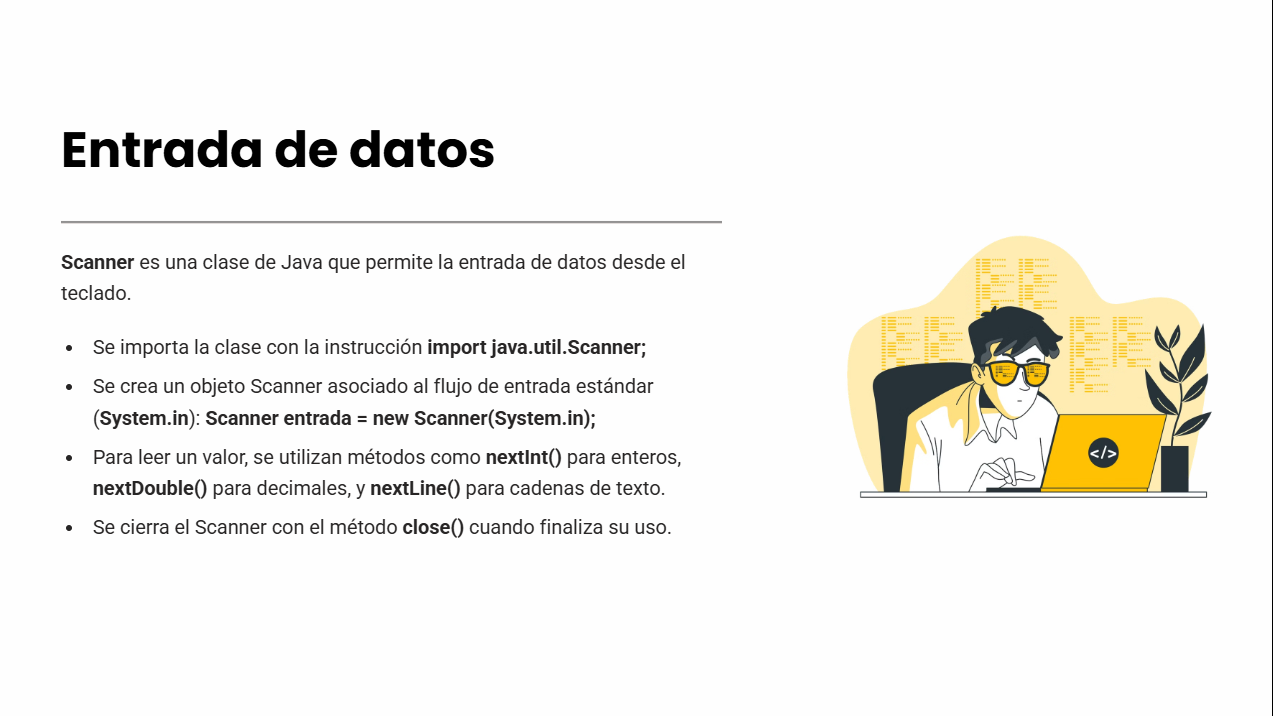 Entrada de datos
Scanner es una clase de Java que permite la entrada de datos desde el
teclado.
• Se importa la clase con la instrucción import java.util.Scanner;
• Se crea un objeto Scanner asociado al flujo de entrada estándar
(System.in): Scanner entrada = new Scanner(System.in);
• Para leer un valor, se utilizan métodos como nextInt() para enteros,
nextDouble() para decimales, y nextLine() para cadenas de texto.
• Se cierra el Scanner con el método close() cuando finaliza su uso.
</>